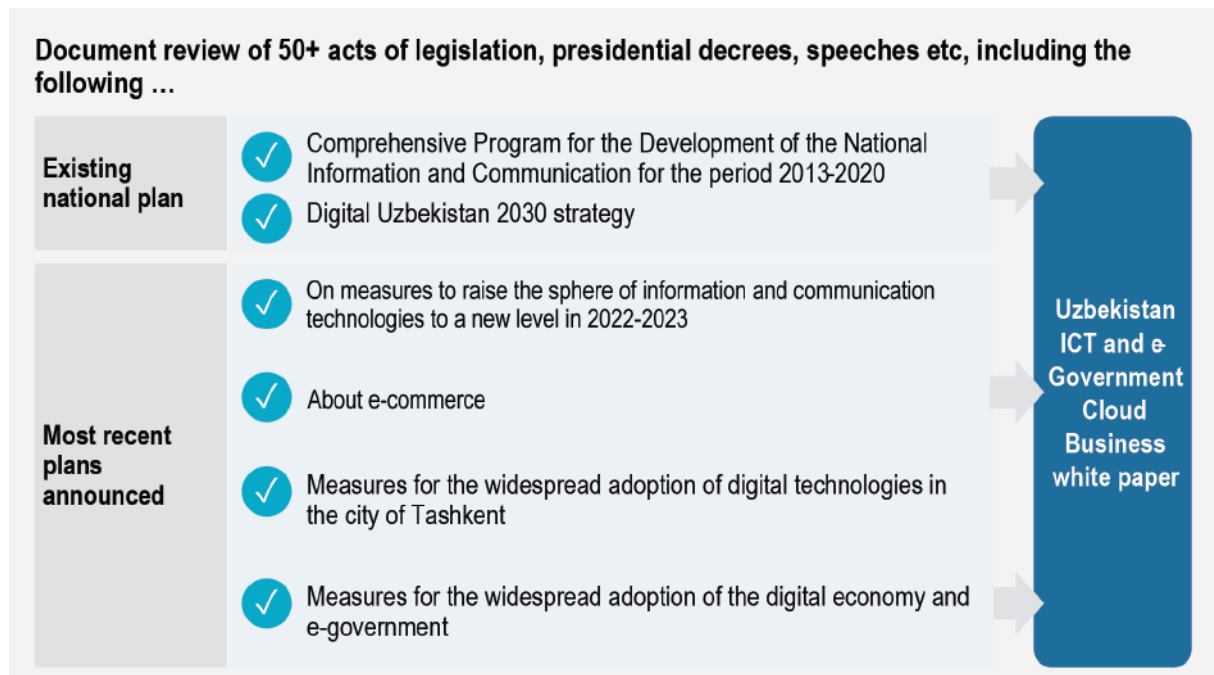 Document review of 50+ acts of legislation, presidential decrees, speeches etc, including the
following …
Existing
national plan
Comprehensive Program for the Development of the National
Information and Communication for the period 2013-2020
Digital Uzbekistan 2030 strategy
Most recent
plans
announced
On measures to raise the sphere of information and communication
technologies to a new level in 2022-2023
About e-commerce
Measures for the widespread adoption of digital technologies in
the city of Tashkent
Measures for the widespread adoption of the digital economy and
e-government
Uzbekistan
ICT and e-
Government
Cloud
Business
white paper